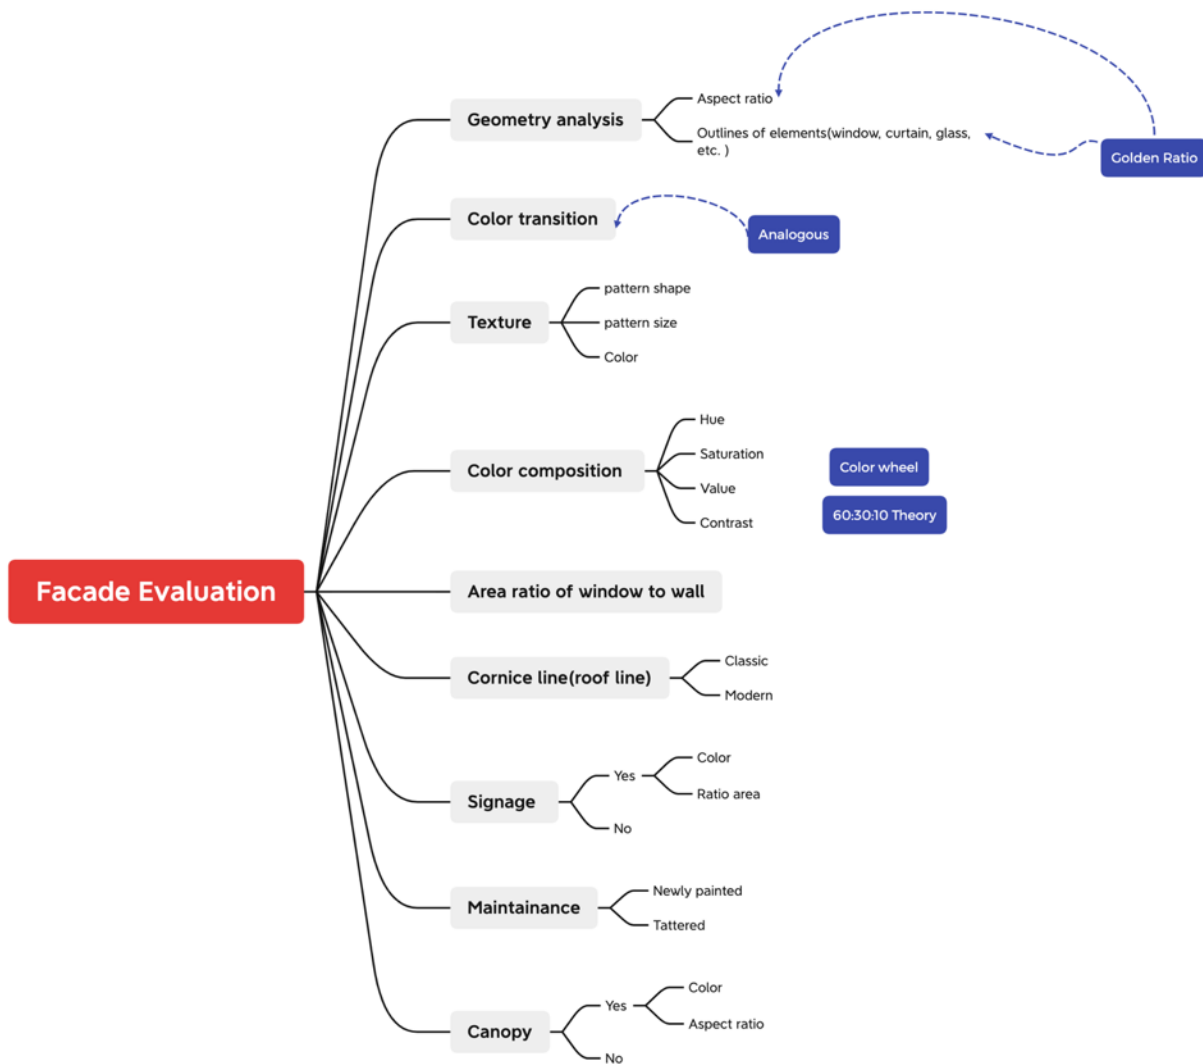 Facade Evaluation
Geometry analysis
Aspect ratio
Outlines of elements(window, curtain, glass,
etc. )
Golden Ratio
Color transition
Analogous
Texture
pattern shape
pattern size
Color
Color composition
Hue
Saturation
Value
Contrast
Color wheel
60:30:10 Theory
Area ratio of window to wall
Cornice line(roof line)
Classic
Modern
Signage
Yes
Color
Ratio area
No
Maintainance
Newly painted
Tattered
Canopy
Yes
Color
Aspect ratio
No